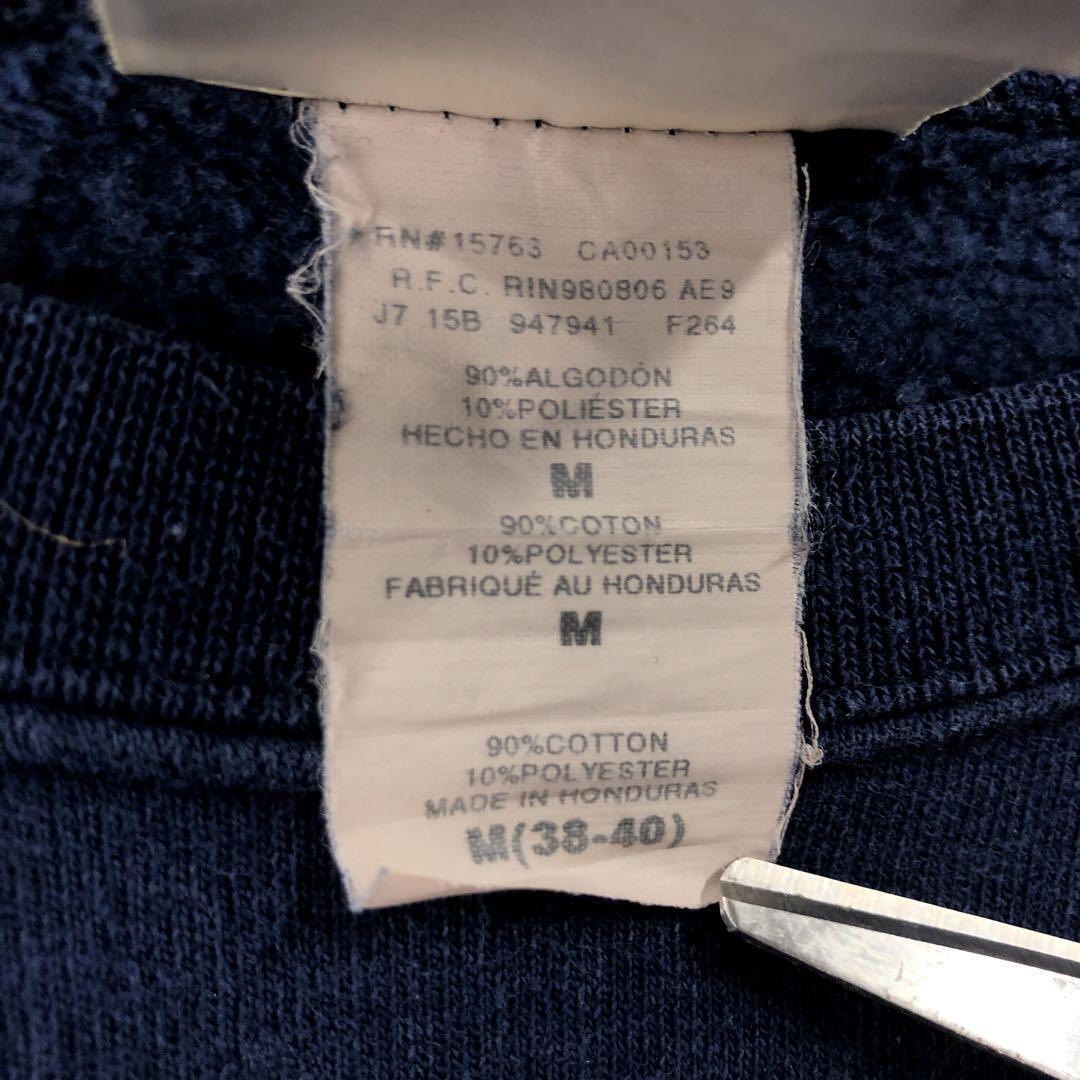 RN#15763 CA00153
R.F.C. RIN980806 AE9
J7 15B 947941 F264
90%ALGODÓN
10%POLIÉSTER
HECHO EN HONDURAS
M
90%COTON
10%POLYESTER
FABRIQUÉ AU HONDURAS
M
90%COTTON
10%POLYESTER
MADE IN HONDURAS
M(38-40)